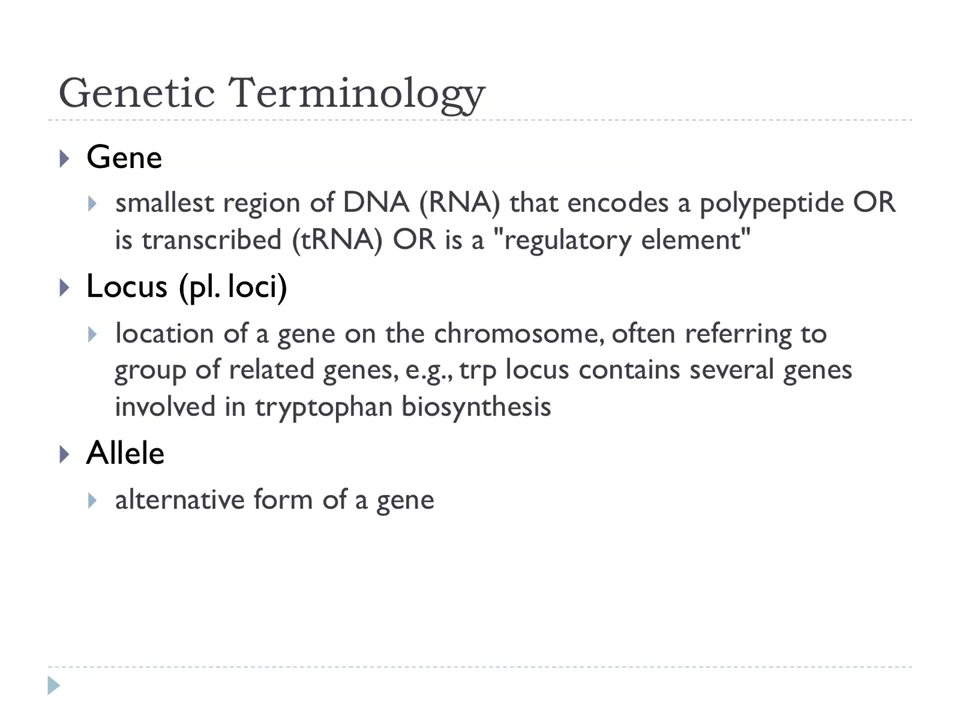 Genetic Terminology
Gene
smallest region of DNA (RNA) that encodes a polypeptide OR
is transcribed (tRNA) OR is a "regulatory element"
Locus (pl. loci)
location of a gene on the chromosome, often referring to
group of related genes, e.g., trp locus contains several genes
involved in tryptophan biosynthesis
Allele
alternative form of a gene